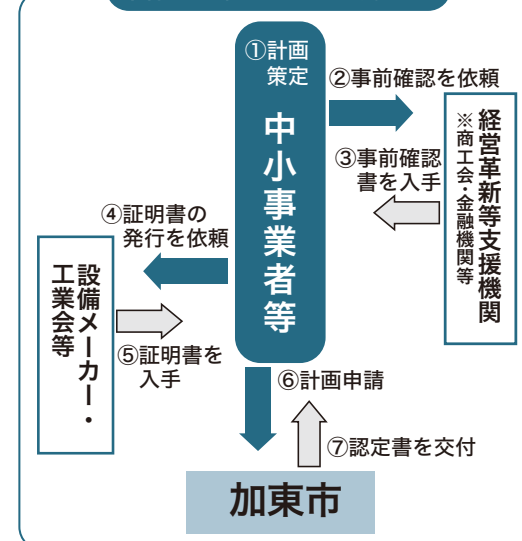 ①計画
策定
中小事業者等
②事前確認を依頼
③事前確認
書を入手
経営革新等支援機関
※商工会・金融機関等
④証明書の
発行を依頼
設備メーカー・
工業会等
⑤証明書を
入手
⑥計画申請
⑦認定書を交付
加東市